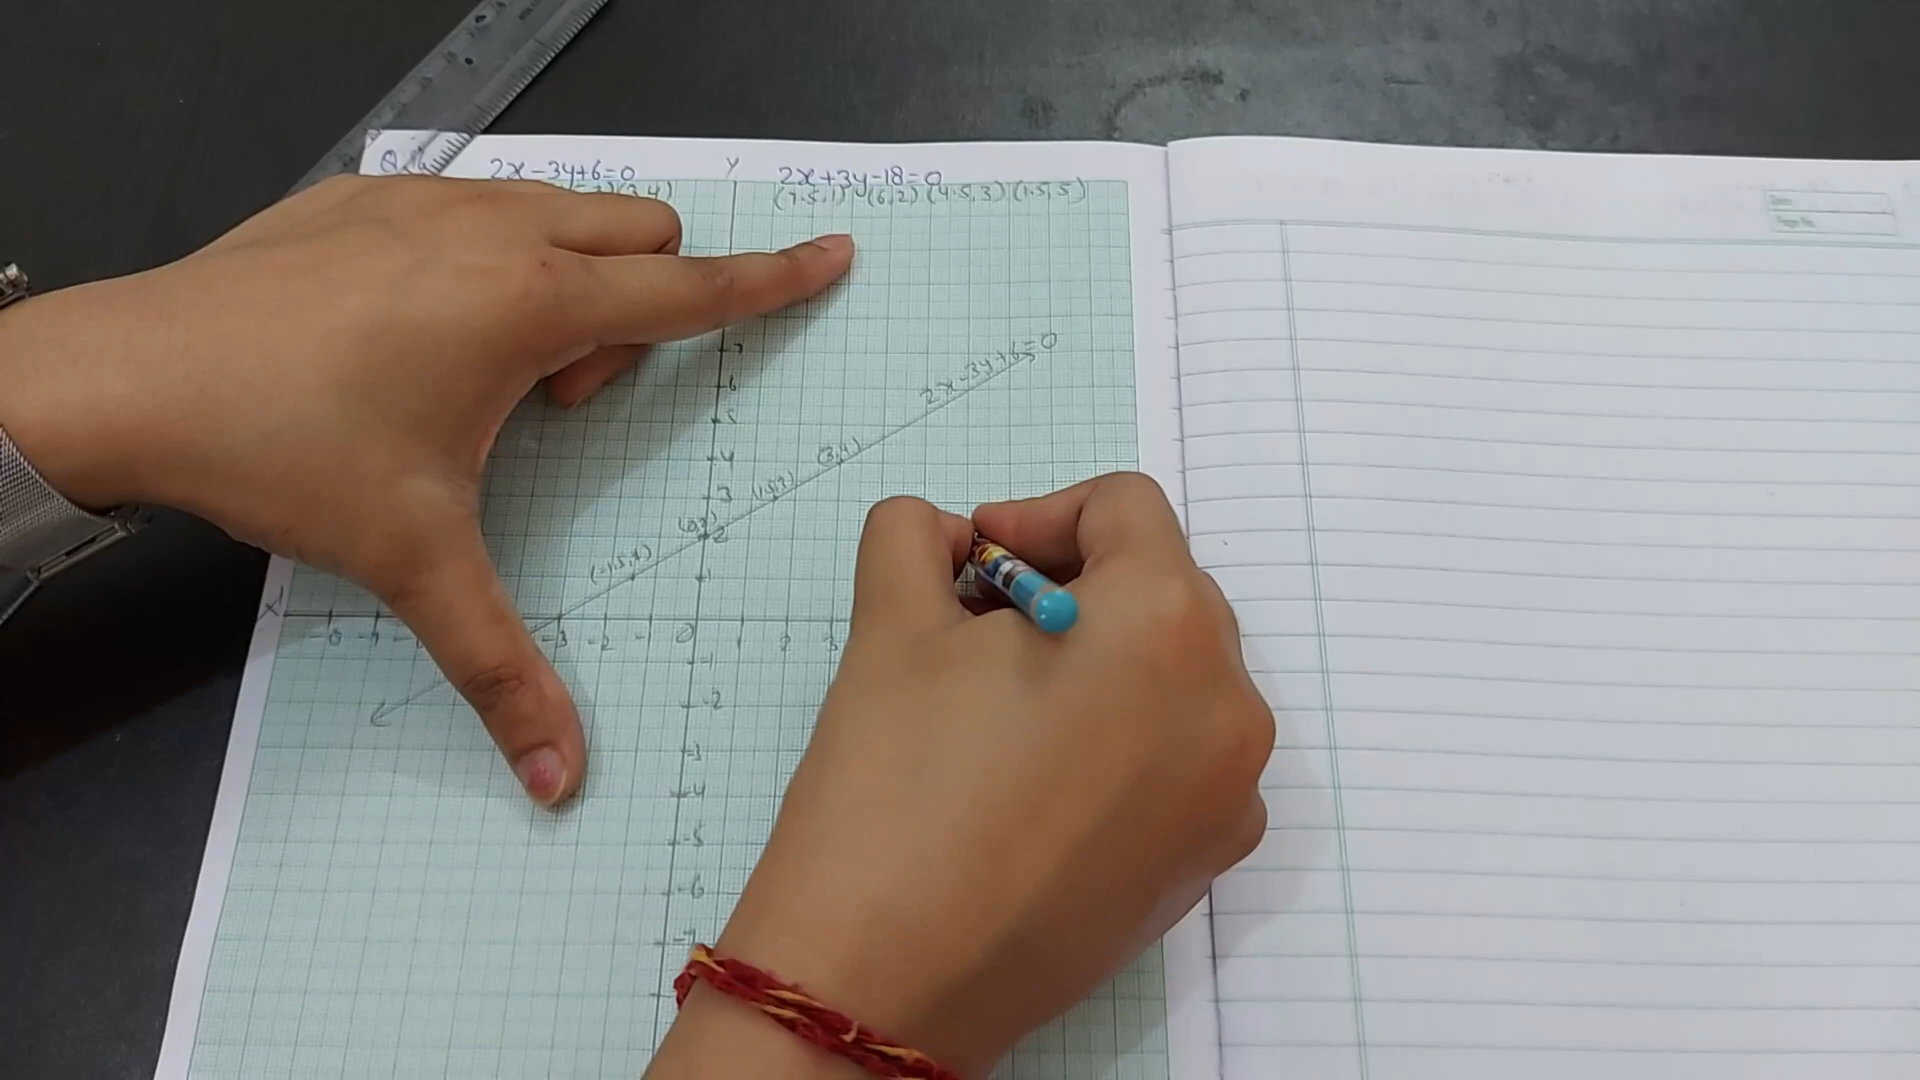 2x-3y+6=0
Y
2x+3y-18=0
(3,4)
(7.5,1) (6,2) (4.5,3) (1.5,5)
7
2x-3y+6=0
6
5
4
(3,4)
3
(1.5,3)
(0,2)
2
(-1.5,1)
1
X'
-8 -7 -3 -2 -1 0 1 2 3
-1
-2
-3
-4
-5
-6
-7